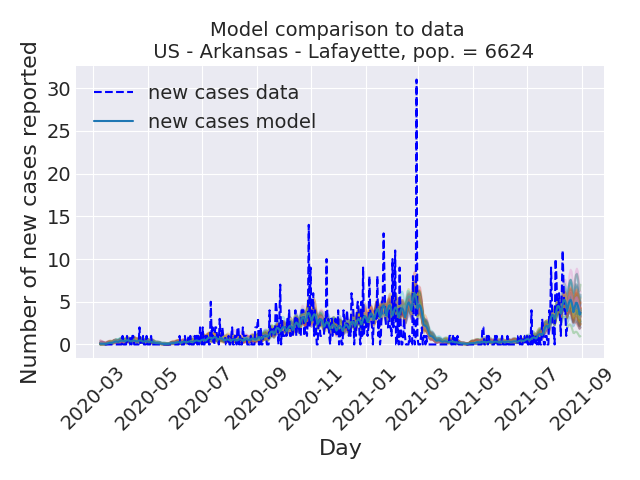 Model comparison to data
US - Arkansas - Lafayette, pop. = 6624
Number of new cases reported
30
25
20
15
10
5
0
new cases data
new cases model
2020-03
2020-05
2020-07
2020-09
2020-11
2021-01
2021-03
2021-05
2021-07
2021-09
Day